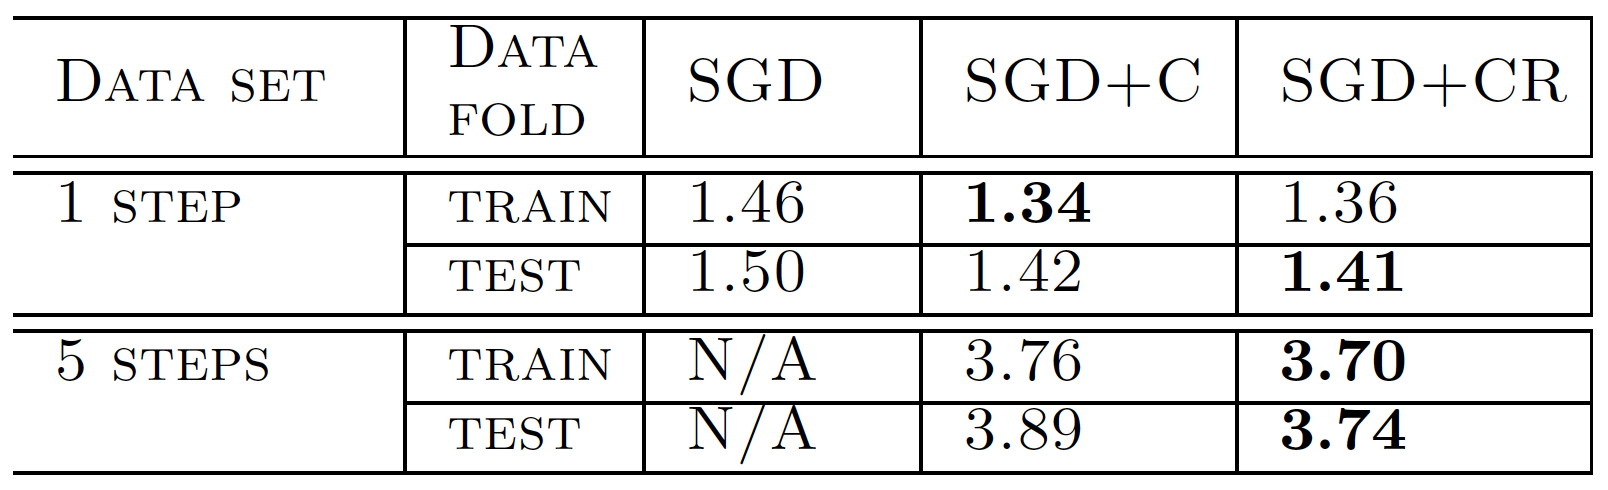 Data set | Data fold | SGD | SGD+C | SGD+CR
1 step | train | 1.46 | 1.34 | 1.36
test | 1.50 | 1.42 | 1.41
5 steps | train | N/A | 3.76 | 3.70
test | N/A | 3.89 | 3.74